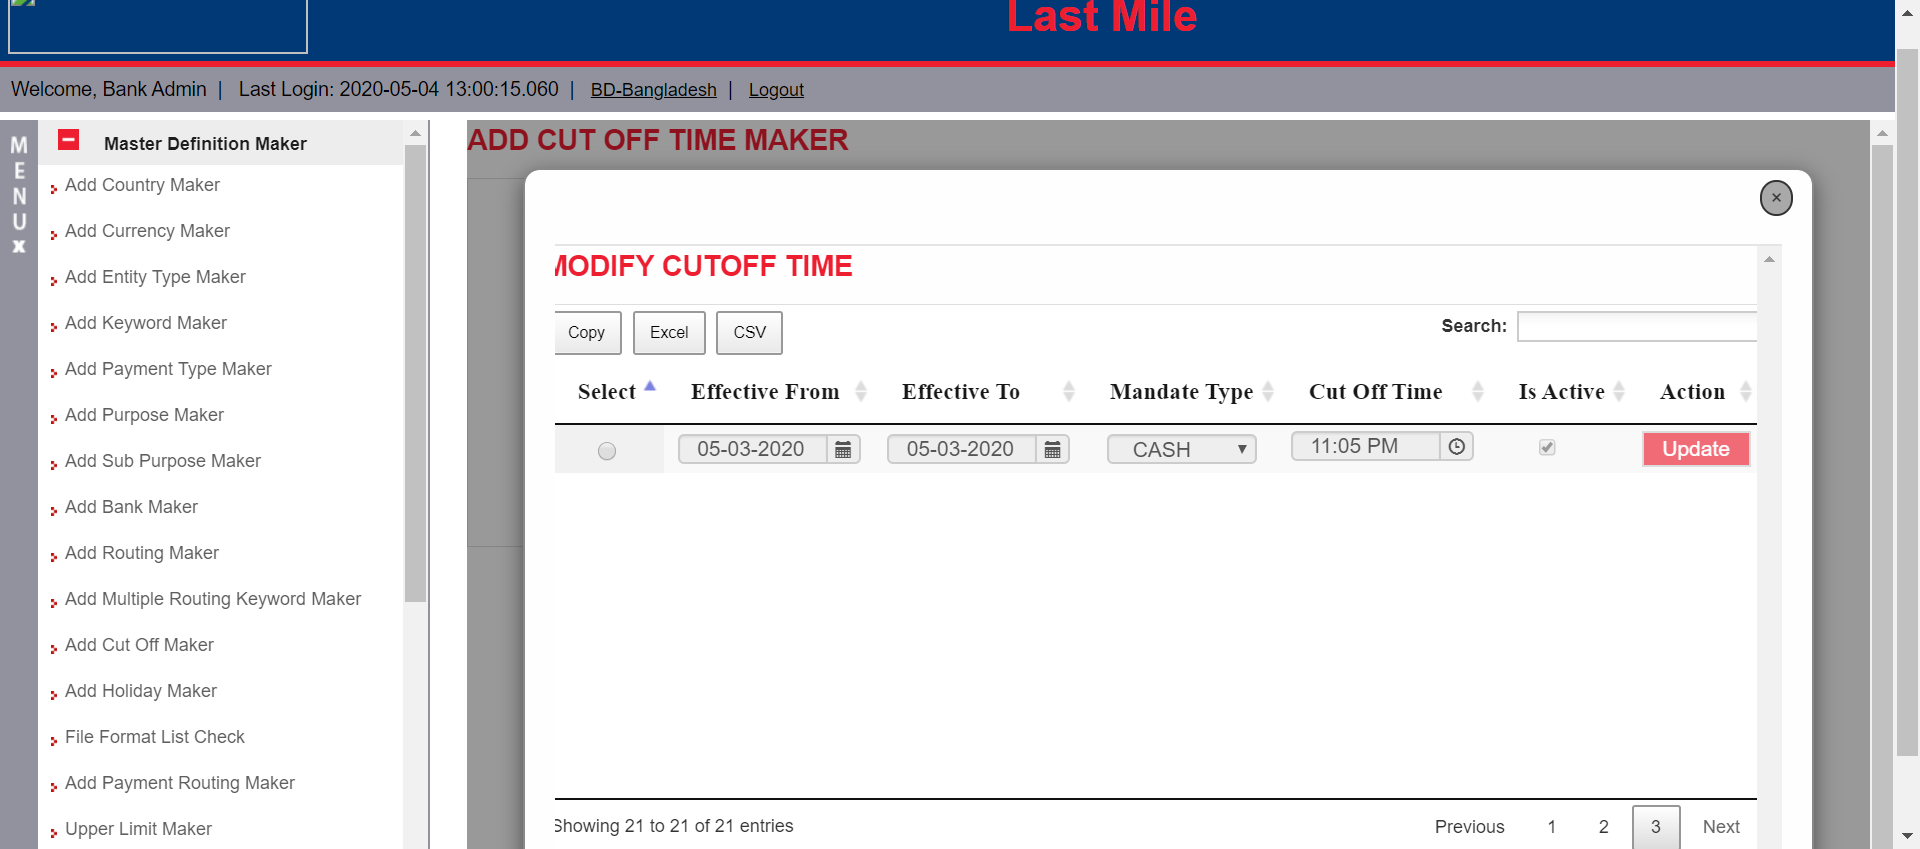 Last Mile
Welcome, Bank Admin | Last Login: 2020-05-04 13:00:15.060 | BD-Bangladesh | Logout
MENU x
Master Definition Maker
Add Country Maker
Add Currency Maker
Add Entity Type Maker
Add Keyword Maker
Add Payment Type Maker
Add Purpose Maker
Add Sub Purpose Maker
Add Bank Maker
Add Routing Maker
Add Multiple Routing Keyword Maker
Add Cut Off Maker
Add Holiday Maker
File Format List Check
Add Payment Routing Maker
Upper Limit Maker
ADD CUT OFF TIME MAKER
×
MODIFY CUTOFF TIME
Copy Excel CSV Search:
Select Effective From Effective To Mandate Type Cut Off Time Is Active Action
05-03-2020 05-03-2020 CASH 11:05 PM Update
Showing 21 to 21 of 21 entries
Previous 1 2 3 Next